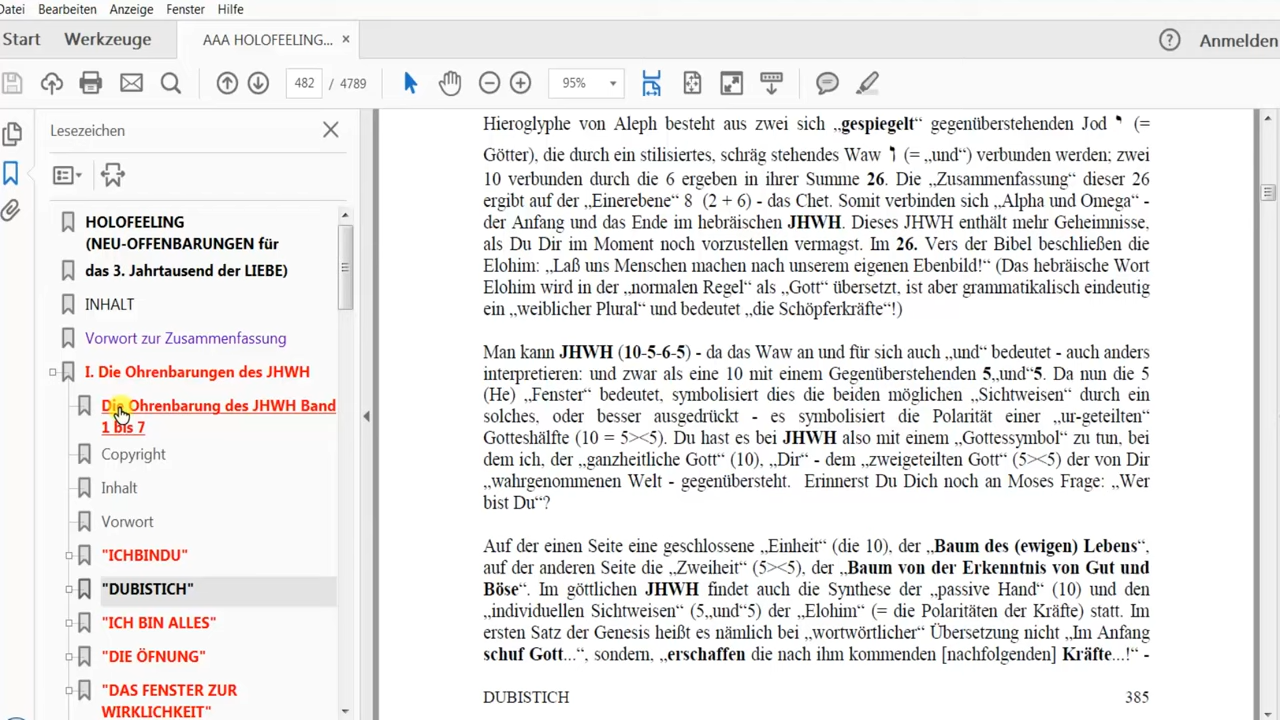 Datei Bearbeiten Anzeige Fenster Hilfe
Start Werkzeuge AAA HOLOFEELING... ×
? Anmelden
482 / 4789 95%
Lesezeichen
HOLOFEELING
(NEU-OFFENBARUNGEN für
das 3. Jahrtausend der LIEBE)
INHALT
Vorwort zur Zusammenfassung
I. Die Ohrenbarungen des JHWH
Die Ohrenbarung des JHWH Band
1 bis 7
Copyright
Inhalt
Vorwort
"ICHBINDU"
"DUBISTICH"
"ICH BIN ALLES"
"DIE ÖFNUNG"
"DAS FENSTER ZUR
WIRKLICHKEIT"
Hieroglyphe von Aleph besteht aus zwei sich „gespiegelt“ gegenüberstehenden Jod י (=
Götter), die durch ein stilisiertes, schräg stehendes Waw ו (= „und“) verbunden werden; zwei
10 verbunden durch die 6 ergeben in ihrer Summe 26. Die „Zusammenfassung“ dieser 26
ergibt auf der „Einerebene“ 8 (2 + 6) - das Chet. Somit verbinden sich „Alpha und Omega“ -
der Anfang und das Ende im hebräischen JHWH. Dieses JHWH enthält mehr Geheimnisse,
als Du Dir im Moment noch vorzustellen vermagst. Im 26. Vers der Bibel beschließen die
Elohim: „Laß uns Menschen machen nach unserem eigenen Ebenbild!“ (Das hebräische Wort
Elohim wird in der „normalen Regel“ als „Gott“ übersetzt, ist aber grammatikalisch eindeutig
ein „weiblicher Plural“ und bedeutet „die Schöpferkräfte“!)
Man kann JHWH (10-5-6-5) - da das Waw an und für sich auch „und“ bedeutet - auch anders
interpretieren: und zwar als eine 10 mit einem Gegenüberstehenden 5„und“5. Da nun die 5
(He) „Fenster“ bedeutet, symbolisiert dies die beiden möglichen „Sichtweisen“ durch ein
solches, oder besser ausgedrückt - es symbolisiert die Polarität einer „ur-geteilten“
Gotteshälfte (10 = 5><5). Du hast es bei JHWH also mit einem „Gottessymbol“ zu tun, bei
dem ich, der „ganzheitliche Gott“ (10), „Dir“ - dem „zweigeteilten Gott“ (5><5) der von Dir
„wahrgenommenen Welt - gegenübersteht. Erinnerst Du Dich noch an Moses Frage: „Wer
bist Du“?
Auf der einen Seite eine geschlossene „Einheit“ (die 10), der „Baum des (ewigen) Lebens“,
auf der anderen Seite die „Zweiheit“ (5><5), der „Baum von der Erkenntnis von Gut und
Böse“. Im göttlichen JHWH findet auch die Synthese der „passive Hand“ (10) und den
„individuellen Sichtweisen“ (5„und“5) der „Elohim“ (= die Polaritäten der Kräfte) statt. Im
ersten Satz der Genesis heißt es nämlich bei „wortwörtlicher“ Übersetzung nicht „Im Anfang
schuf Gott...“, sondern, „erschaffen die nach ihm kommenden [nachfolgenden] Kräfte...!“ -
DUBISTICH 385